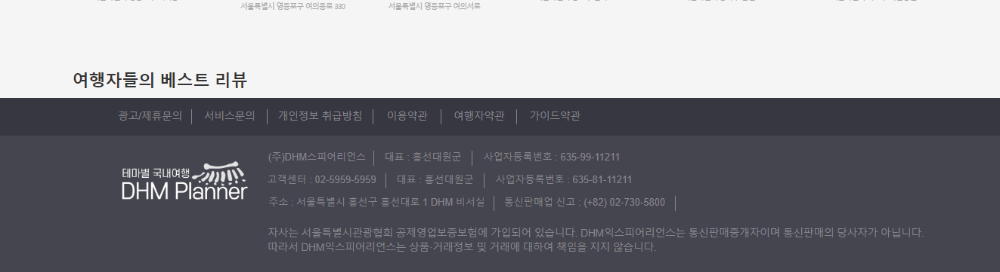 서울특별시 영등포구 여의동로 330
서울특별시 영등포구 여의서로
여행자들의 베스트 리뷰
광고/제휴문의
서비스문의
개인정보 취급방침
이용약관
여행자약관
가이드약관
테마별 국내여행
DHM Planner
(주)DHM스피어리언스
대표 : 흥선대원군
사업자등록번호 : 635-99-11211
고객센터 : 02-5959-5959
대표 : 흥선대원군
사업자등록번호 : 635-81-11211
주소 : 서울특별시 흥선구 흥선대로 1 DHM 비서실
통신판매업 신고 : (+82) 02-730-5800
자사는 서울특별시관광협회 공제영업보증보험에 가입되어 있습니다. DHM익스피어리언스는 통신판매중개자이며 통신판매의 당사자가 아닙니다.
따라서 DHM익스피어리언스는 상품·거래정보 및 거래에 대하여 책임을 지지 않습니다.